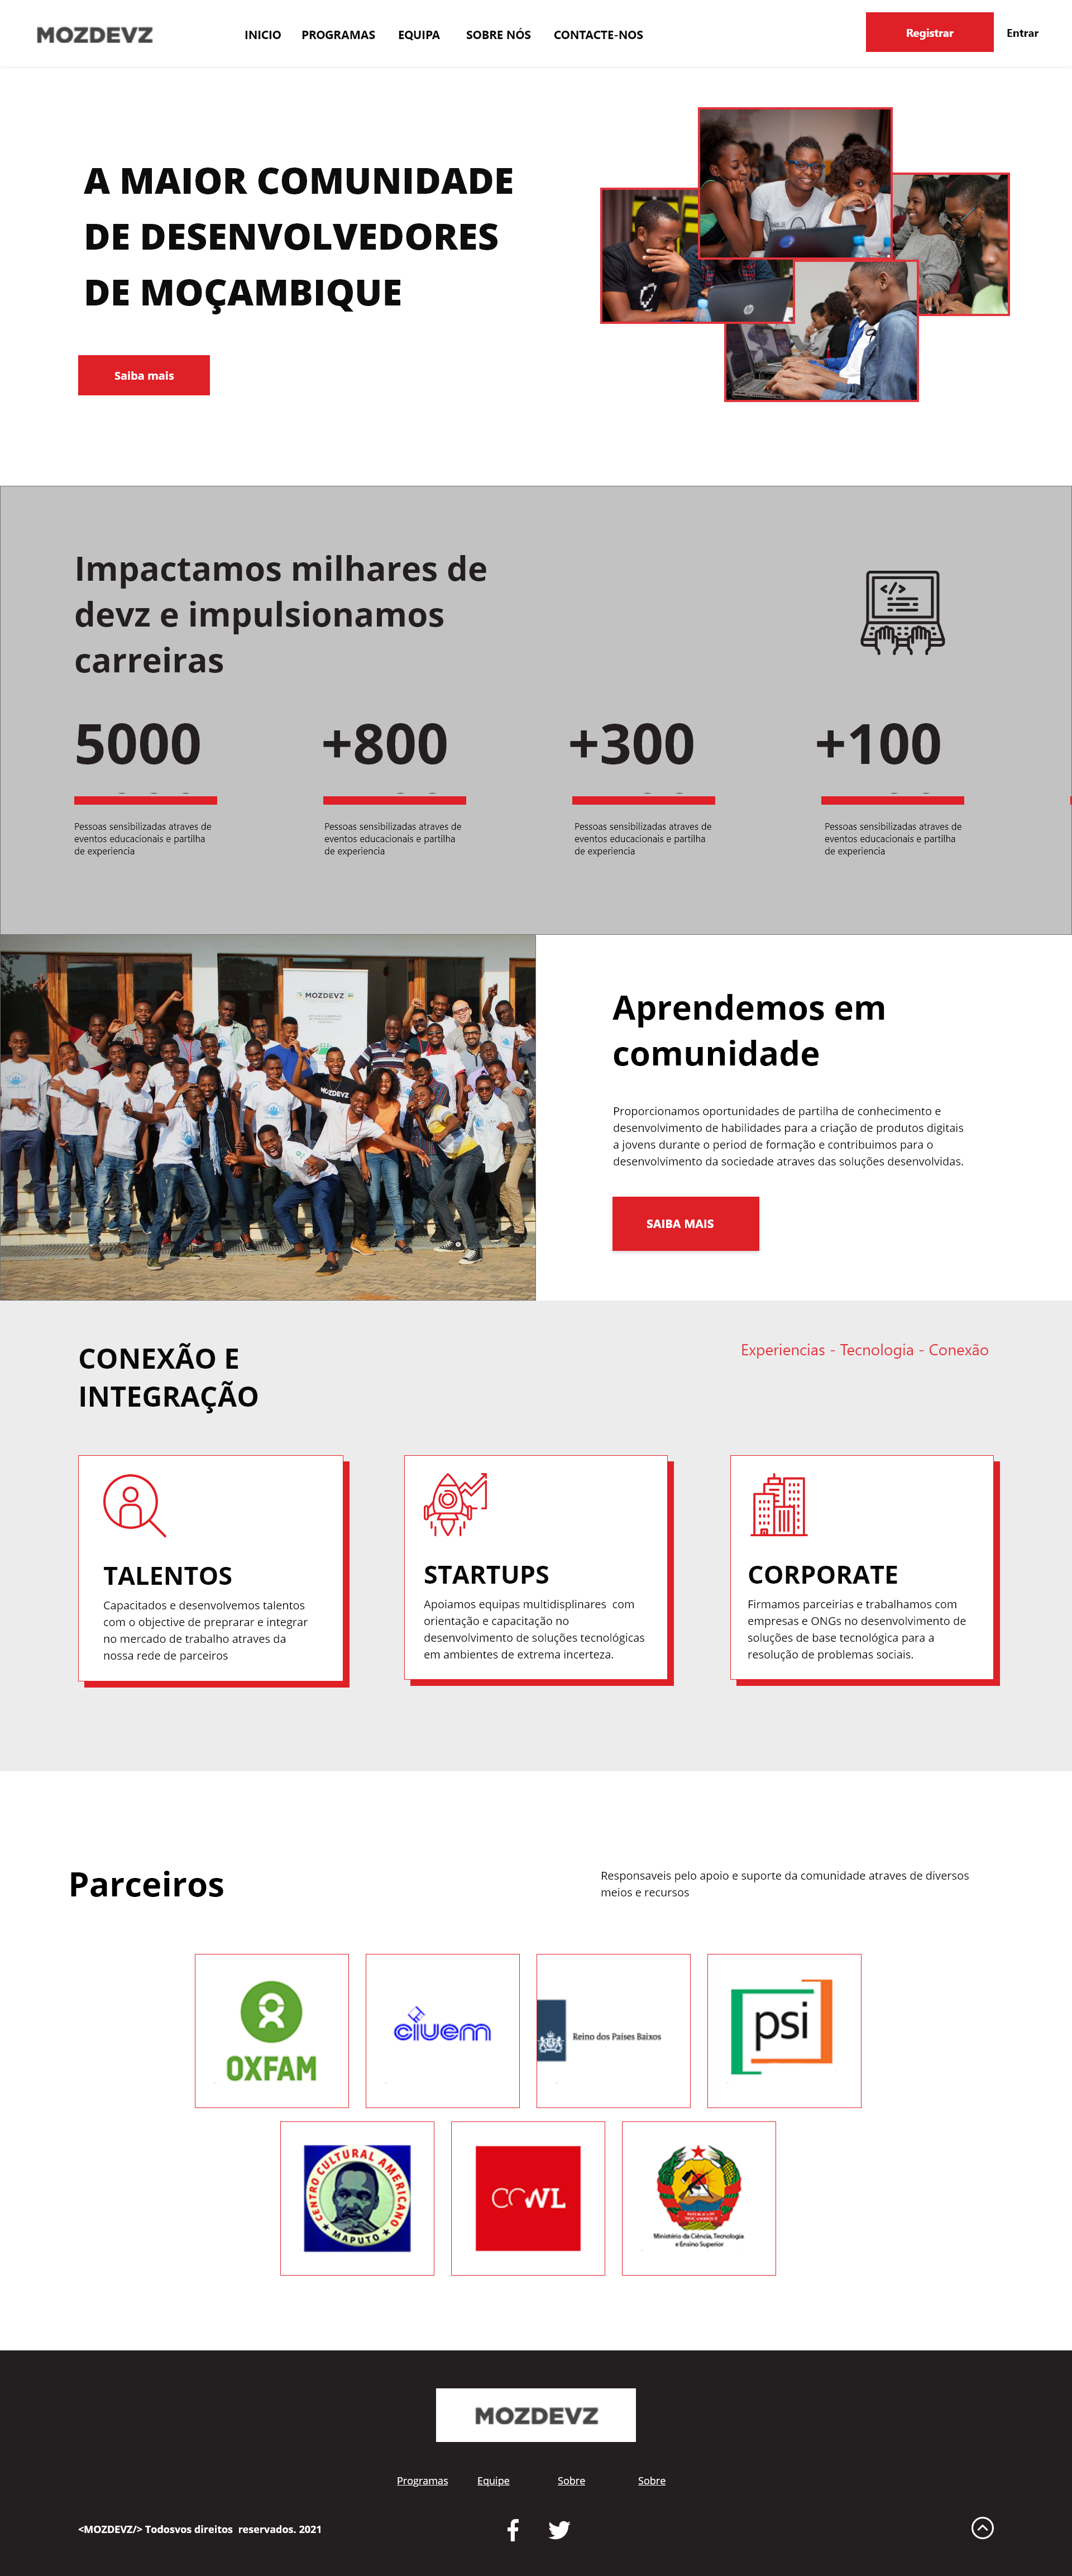 MOZDEVZ
INICIO PROGRAMAS EQUIPA SOBRE NÓS CONTACTE-NOS
Registrar Entrar
A MAIOR COMUNIDADE
DE DESENVOLVEDORES
DE MOÇAMBIQUE
Saiba mais
Impactamos milhares de
devz e impulsionamos
carreiras
5000 +800 +300 +100
Pessoas sensibilizadas atraves de
eventos educacionais e partilha
de experiencia
Pessoas sensibilizadas atraves de
eventos educacionais e partilha
de experiencia
Pessoas sensibilizadas atraves de
eventos educacionais e partilha
de experiencia
Pessoas sensibilizadas atraves de
eventos educacionais e partilha
de experiencia
MOZDEVZ
MOZDEVZ
Aprendemos em
comunidade
Proporcionamos oportunidades de partilha de conhecimento e
desenvolvimento de habilidades para a criação de produtos digitais
a jovens durante o period de formação e contribuimos para o
desenvolvimento da sociedade atraves das soluções desenvolvidas.
SAIBA MAIS
CONEXÃO E
INTEGRAÇÃO
Experiencias - Tecnologia - Conexão
TALENTOS
Capacitados e desenvolvemos talentos
com o objective de preprarar e integrar
no mercado de trabalho atraves da
nossa rede de parceiros
STARTUPS
Apoiamos equipas multidisplinares  com
orientação e capacitação no
desenvolvimento de soluções tecnológicas
em ambientes de extrema incerteza.
CORPORATE
Firmamos parceirias e trabalhamos com
empresas e ONGs no desenvolvimento de
soluções de base tecnológica para a
resolução de problemas sociais.
Parceiros
Responsaveis pelo apoio e suporte da comunidade atraves de diversos
meios e recursos
OXFAM
ciuem
Reino dos Países Baixos
psi
CENTRO CULTURAL AMERICANO
MAPUTO
CCWL
Ministério da Ciência, Tecnologia
e Ensino Superior
MOZDEVZ
Programas Equipe Sobre Sobre
<MOZDEVZ/> Todosvos direitos  reservados. 2021